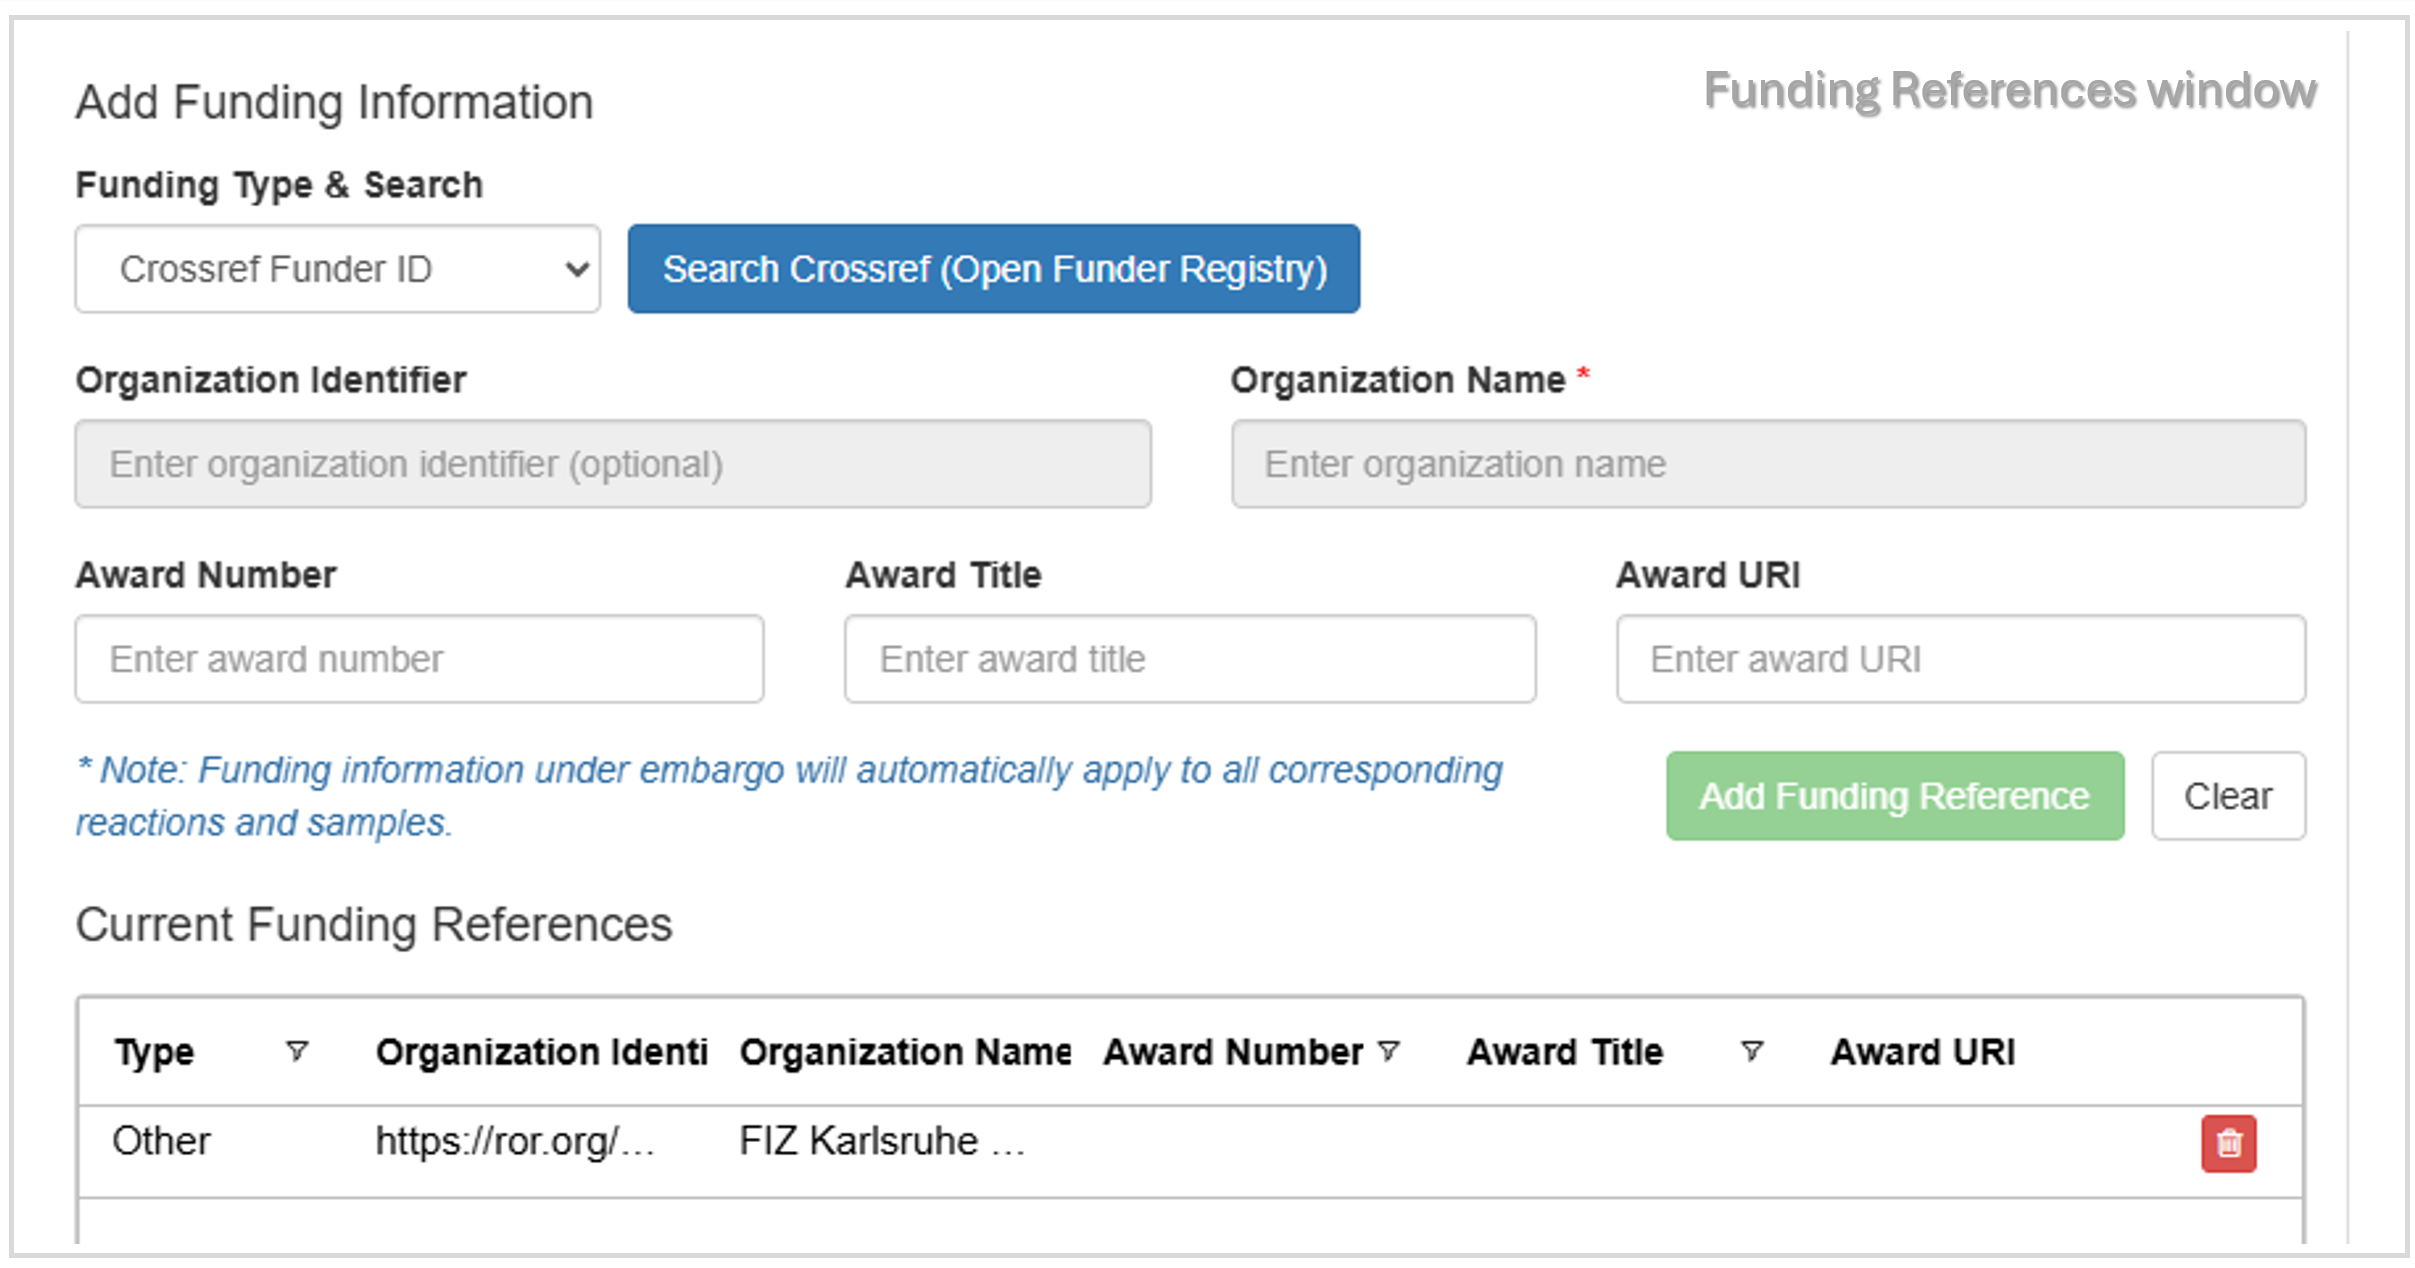 Funding References window
Add Funding Information
Funding Type & Search
Crossref Funder ID
Search Crossref (Open Funder Registry)
Organization Identifier
Organization Name *
Enter organization identifier (optional)
Enter organization name
Award Number
Award Title
Award URI
Enter award number
Enter award title
Enter award URI
* Note: Funding information under embargo will automatically apply to all corresponding
reactions and samples.
Add Funding Reference
Clear
Current Funding References
Type Organization Identi Organization Name Award Number Award Title Award URI
Other https://ror.org/... FIZ Karlsruhe ...